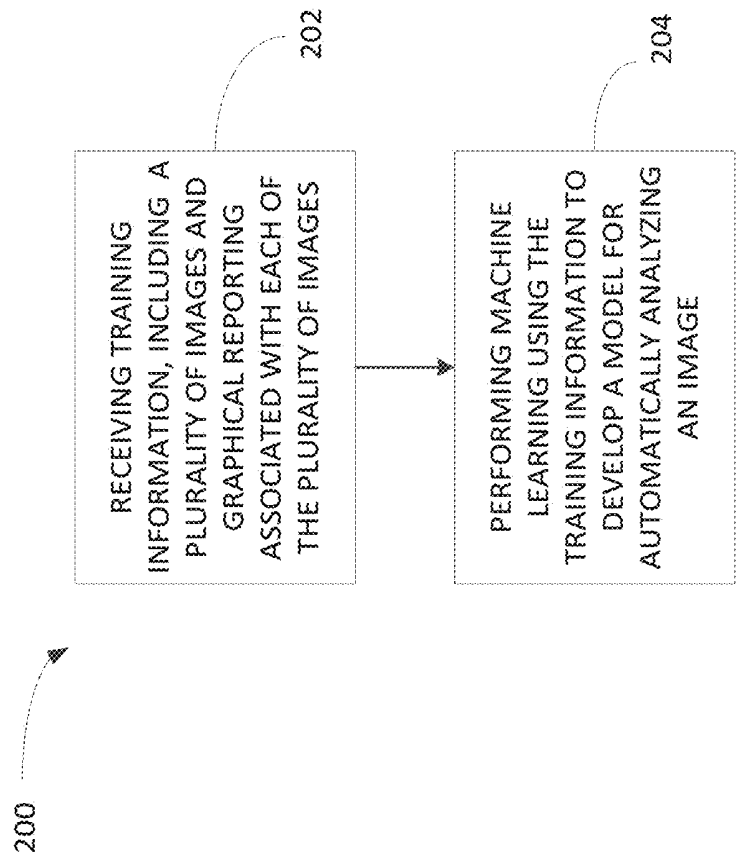 200
RECEIVING TRAINING
INFORMATION, INCLUDING A
PLURALITY OF IMAGES AND
GRAPHICAL REPORTING
ASSOCIATED WITH EACH OF
THE PLURALITY OF IMAGES
202
PERFORMING MACHINE
LEARNING USING THE
TRAINING INFORMATION TO
DEVELOP A MODEL FOR
AUTOMATICALLY ANALYZING
AN IMAGE
204